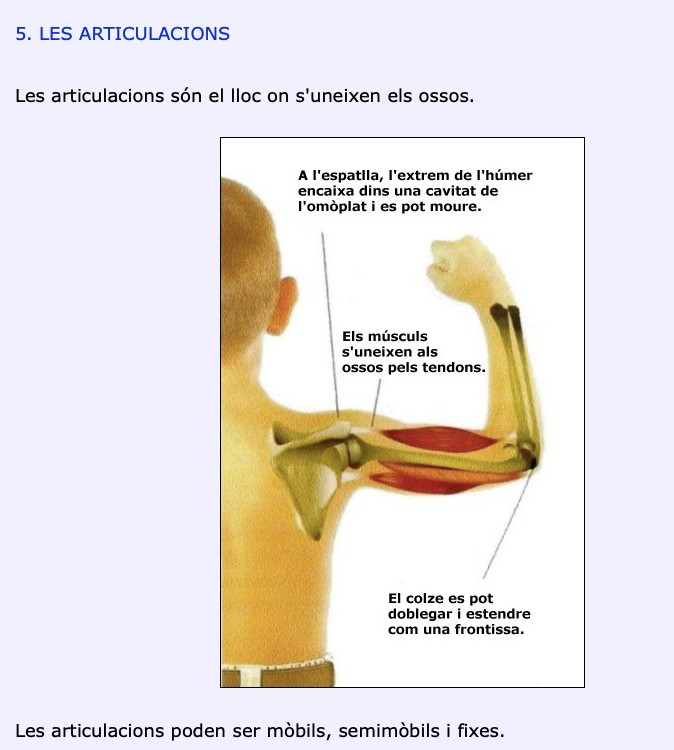 5. LES ARTICULACIONS
Les articulacions són el lloc on s'uneixen els ossos.
A l'espatlla, l'extrem de l'húmer
encaixa dins una cavitat de
l'omòplat i es pot moure.
Els músculs
s'uneixen als
ossos pels tendons.
El colze es pot
doblegar i estendre
com una frontissa.
Les articulacions poden ser mòbils, semimòbils i fixes.